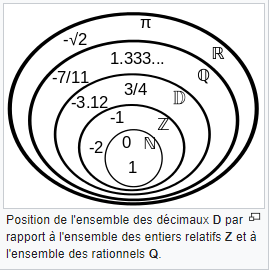 π
-√2
ℝ
1.333...
ℚ
-7/11
3/4
𝔻
-3.12
-1
ℤ
-2
0
ℕ
1
Position de l'ensemble des décimaux D par
rapport à l'ensemble des entiers relatifs Z et à
l'ensemble des rationnels Q.